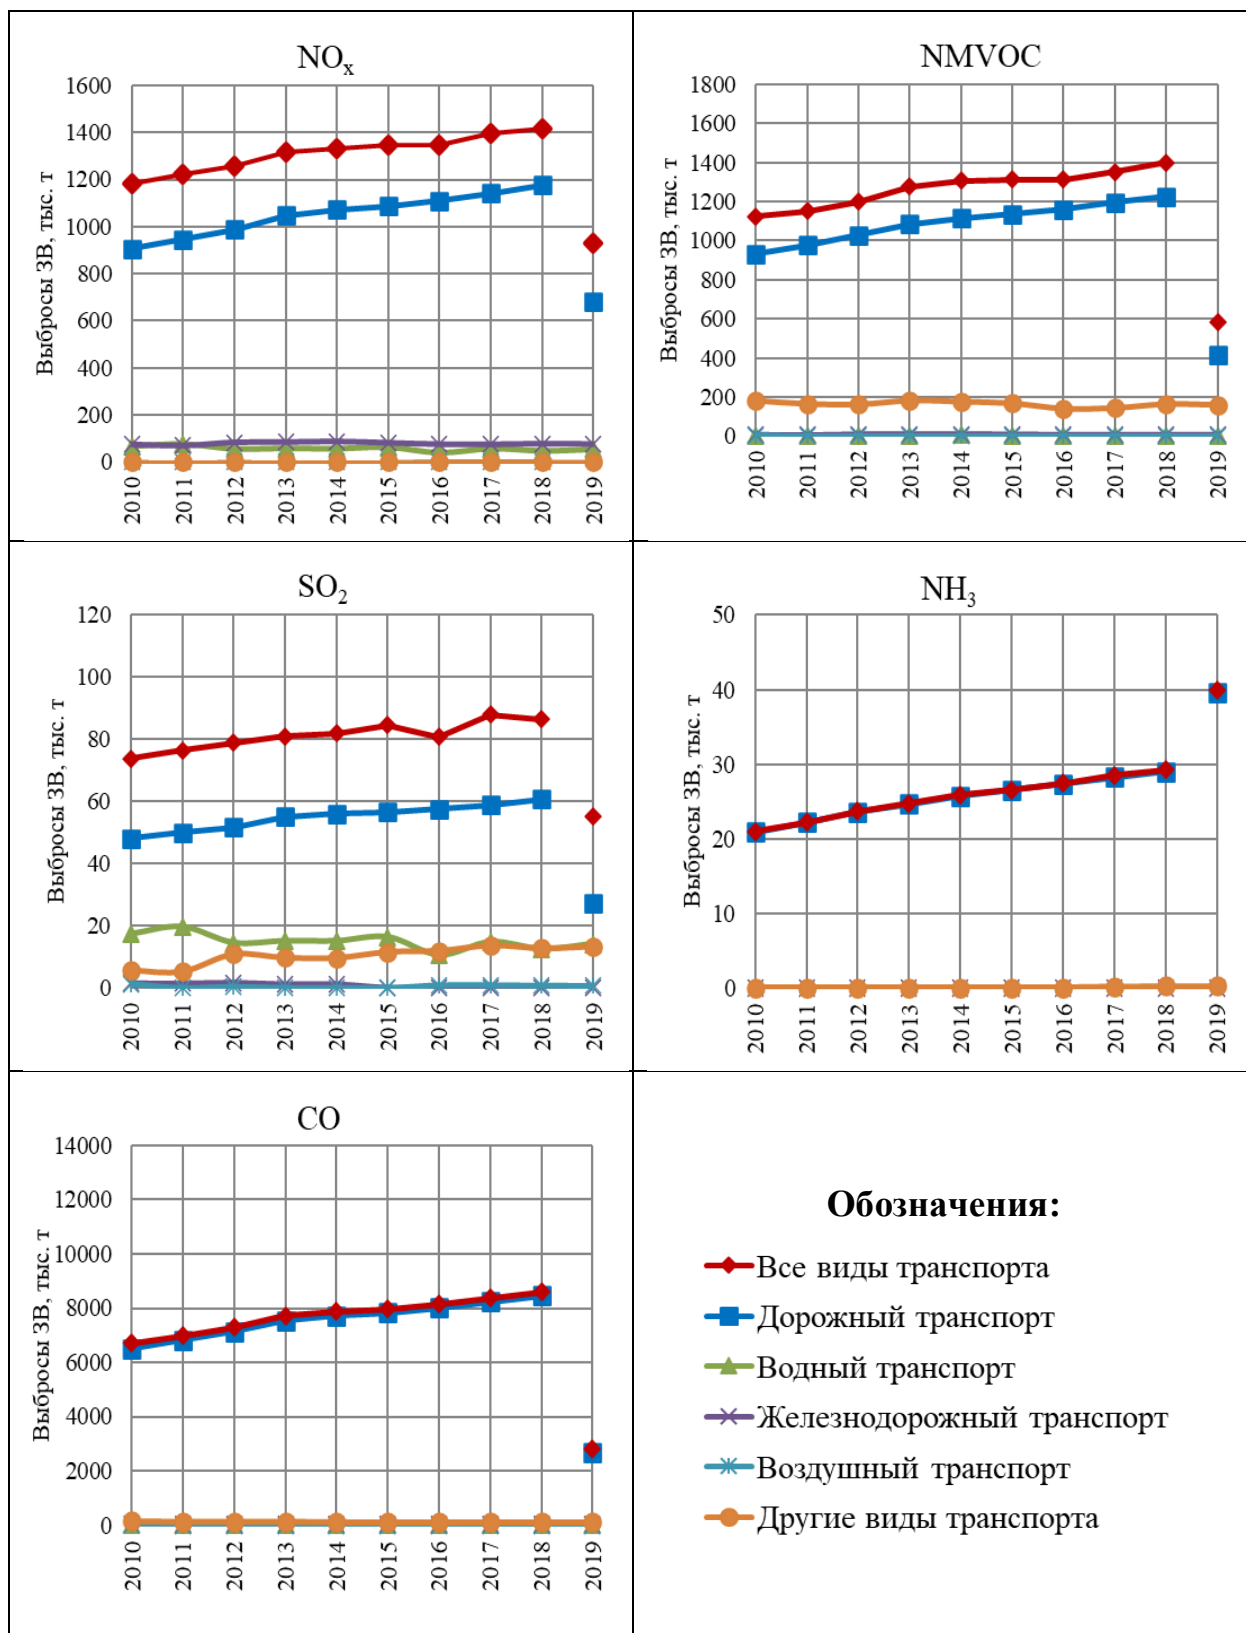 NOx
Выбросы ЗВ, тыс. т
1600
1400
1200
1000
800
600
400
200
0
2010 2011 2012 2013 2014 2015 2016 2017 2018 2019
NMVOC
Выбросы ЗВ, тыс. т
1800
1600
1400
1200
1000
800
600
400
200
0
2010 2011 2012 2013 2014 2015 2016 2017 2018 2019
SO2
Выбросы ЗВ, тыс. т
120
100
80
60
40
20
0
2010 2011 2012 2013 2014 2015 2016 2017 2018 2019
NH3
Выбросы ЗВ, тыс. т
50
40
30
20
10
0
2010 2011 2012 2013 2014 2015 2016 2017 2018 2019
CO
Выбросы ЗВ, тыс. т
14000
12000
10000
8000
6000
4000
2000
0
2010 2011 2012 2013 2014 2015 2016 2017 2018 2019
Обозначения:
Все виды транспорта
Дорожный транспорт
Водный транспорт
Железнодорожный транспорт
Воздушный транспорт
Другие виды транспорта